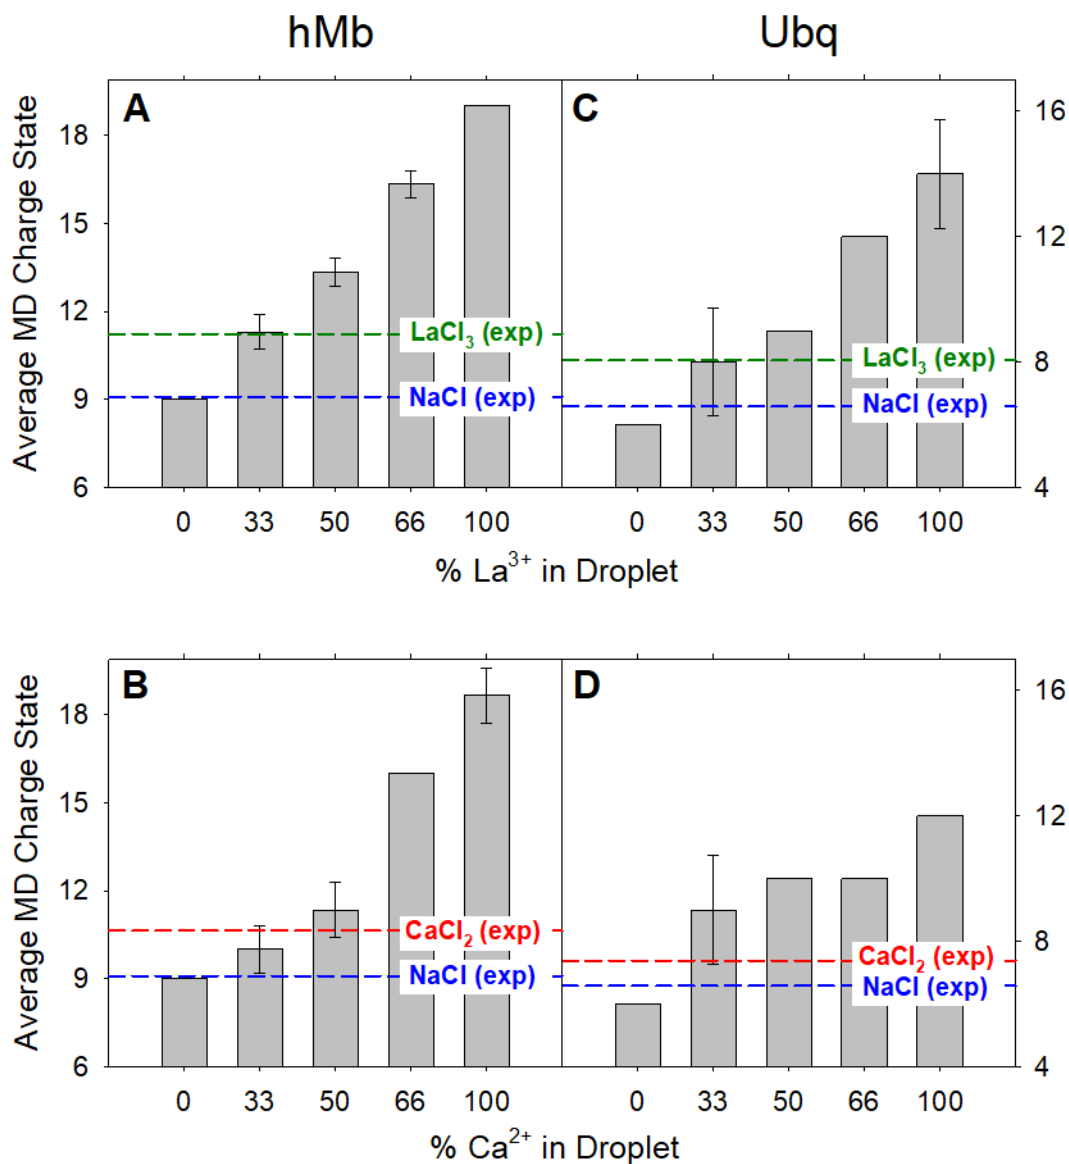 hMb Ubq
A
C
Average MD Charge State
18
15
12
9
6
16
12
8
4
LaCl₃ (exp)
NaCl (exp)
LaCl₃ (exp)
NaCl (exp)
0 33 50 66 100 0 33 50 66 100
% La³⁺ in Droplet
B
D
Average MD Charge State
18
15
12
9
6
16
12
8
4
CaCl₂ (exp)
NaCl (exp)
CaCl₂ (exp)
NaCl (exp)
0 33 50 66 100 0 33 50 66 100
% Ca²⁺ in Droplet